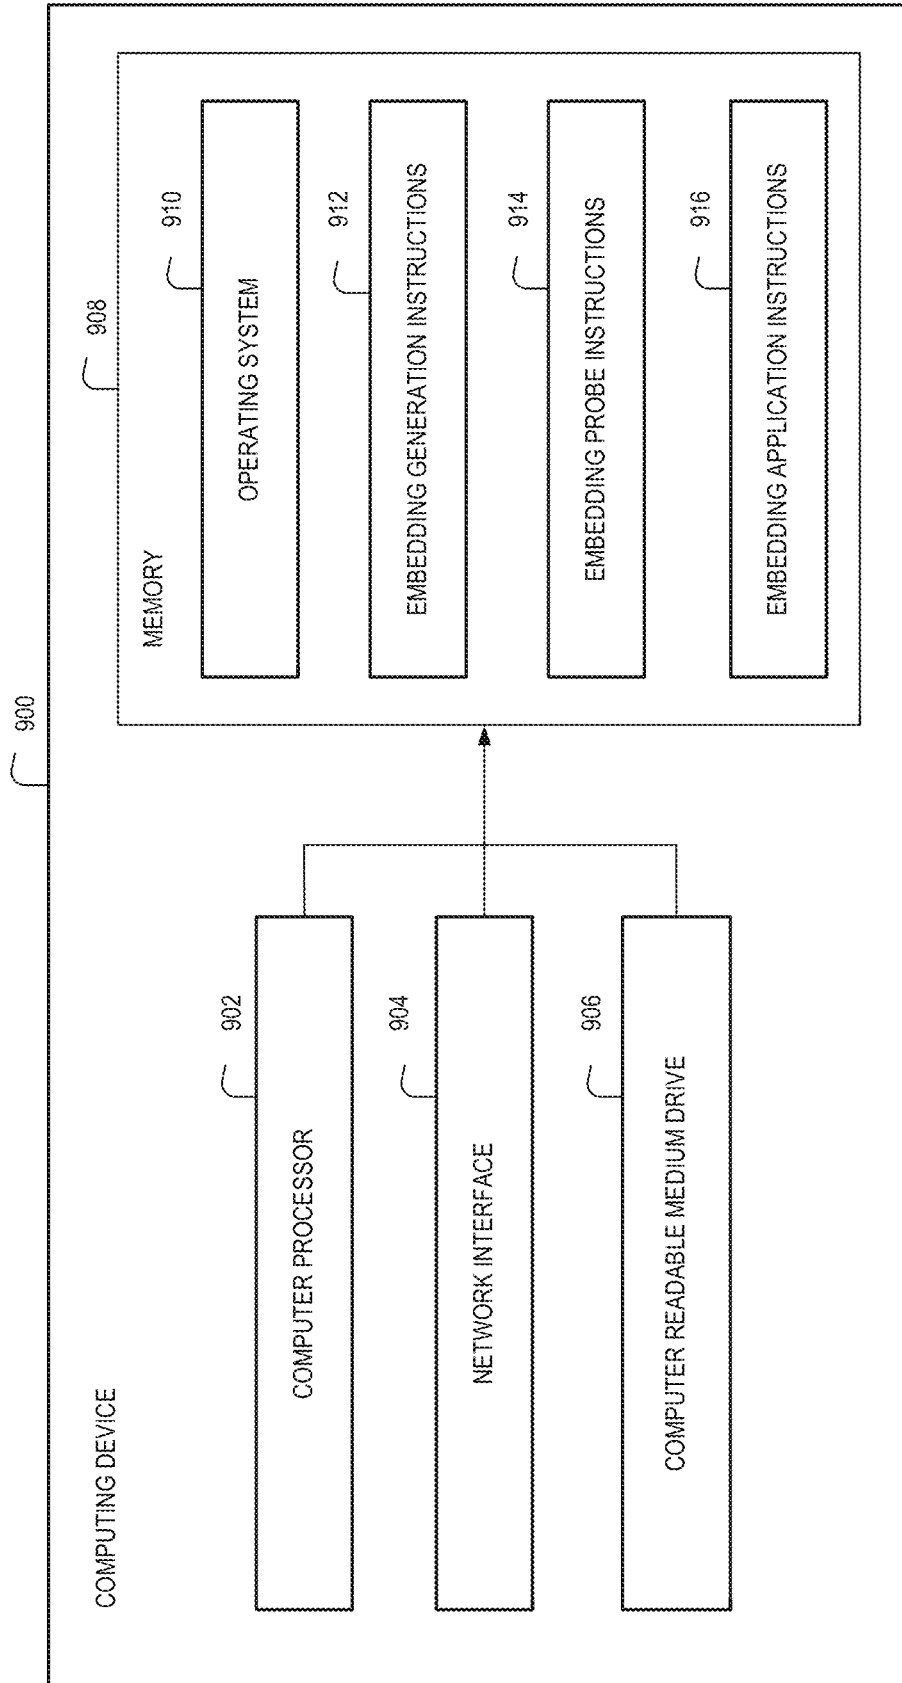 900
COMPUTING DEVICE
902
COMPUTER PROCESSOR
904
NETWORK INTERFACE
906
COMPUTER READABLE MEDIUM DRIVE
908
MEMORY
910
OPERATING SYSTEM
912
EMBEDDING GENERATION INSTRUCTIONS
914
EMBEDDING PROBE INSTRUCTIONS
916
EMBEDDING APPLICATION INSTRUCTIONS